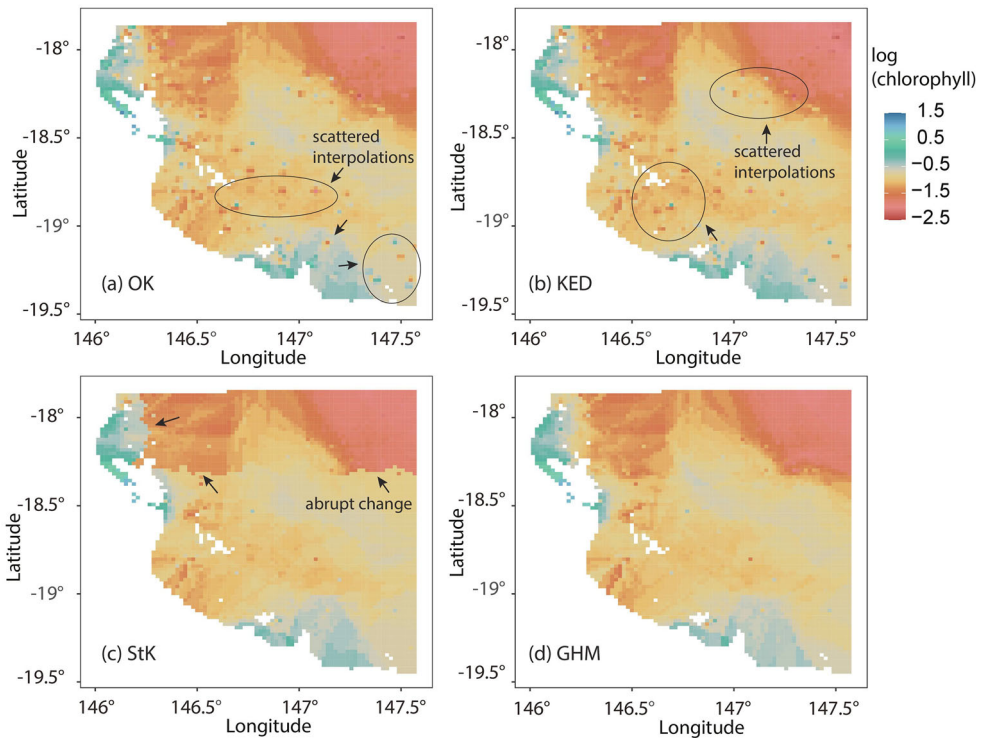 -18°
-18.5°
-19°
-19.5°
Latitude
scattered
interpolations
(a) OK
146°
146.5°
147°
147.5°
Longitude
-18°
-18.5°
-19°
-19.5°
Latitude
scattered
interpolations
(b) KED
146°
146.5°
147°
147.5°
Longitude
log
(chlorophyll)
1.5
0.5
−0.5
−1.5
−2.5
-18°
-18.5°
-19°
-19.5°
Latitude
abrupt change
(c) StK
146°
146.5°
147°
147.5°
Longitude
-18°
-18.5°
-19°
-19.5°
Latitude
(d) GHM
146°
146.5°
147°
147.5°
Longitude